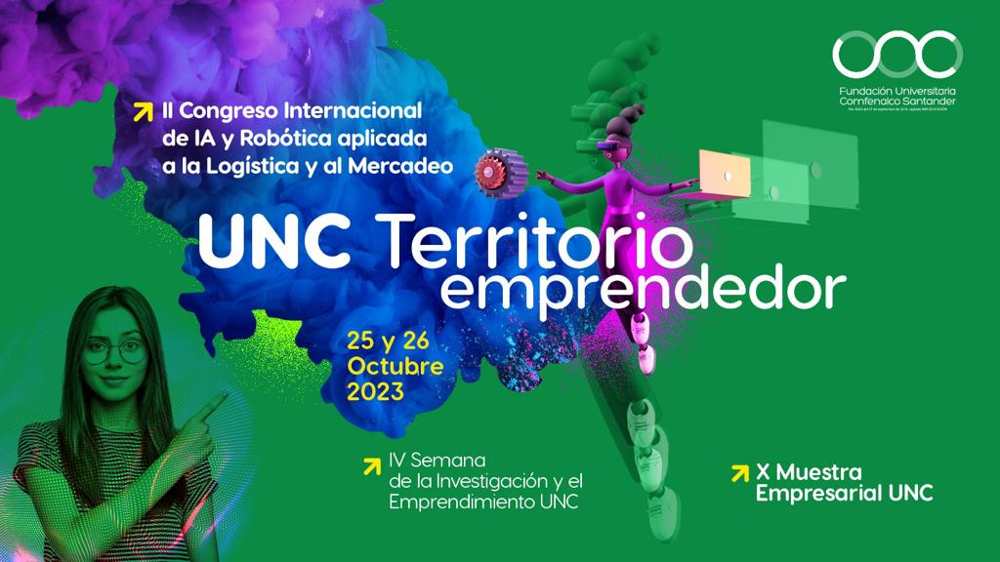 II Congreso Internacional
de IA y Robótica aplicada
a la Logística y al Mercadeo
Fundación Universitaria
Comfenalco Santander
UNC Territorio
emprendedor
25 y 26
Octubre
2023
IV Semana
de la Investigación y el
Emprendimiento UNC
X Muestra
Empresarial UNC